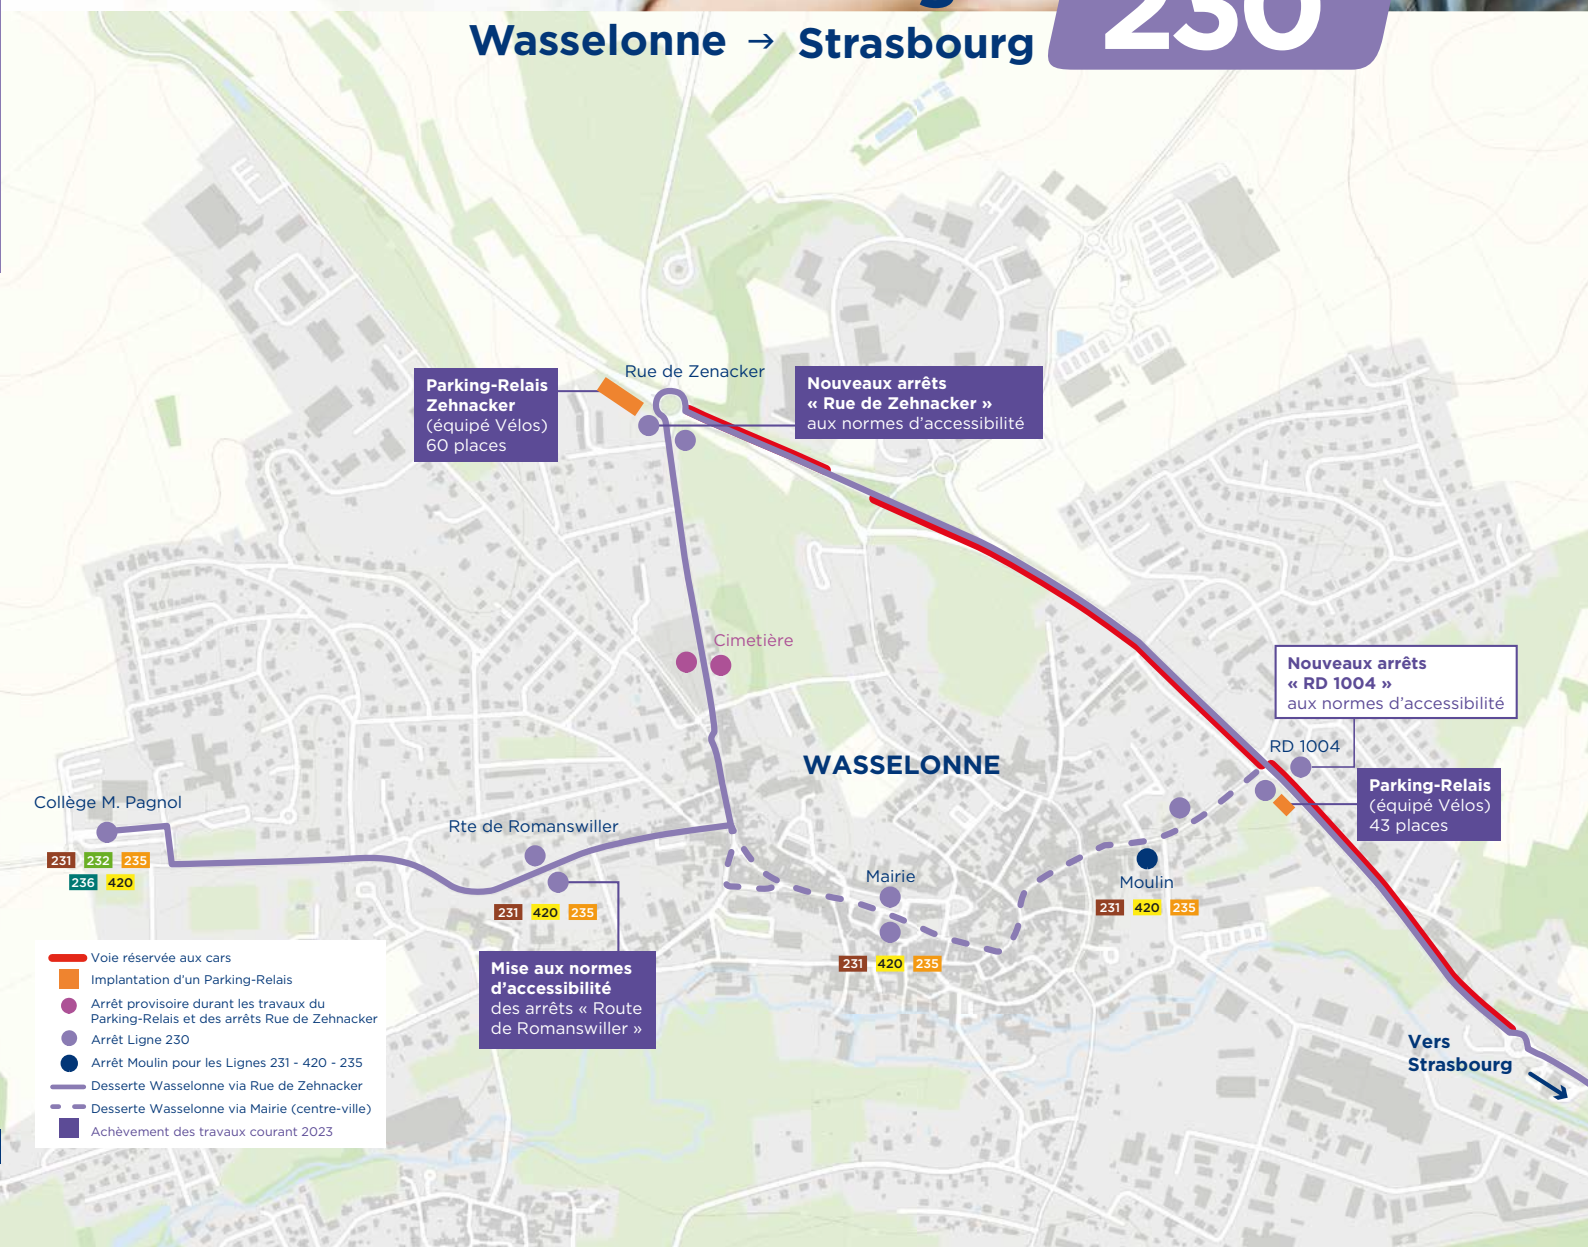 230
Wasselonne → Strasbourg
Rue de Zenacker
Parking-Relais
Zehnacker
(équipé Vélos)
60 places
Nouveaux arrêts
« Rue de Zehnacker »
aux normes d'accessibilité
Cimetière
Nouveaux arrêts
« RD 1004 »
aux normes d'accessibilité
RD 1004
WASSELONNE
Parking-Relais
(équipé Vélos)
43 places
Collège M. Pagnol
231 232 235
236 420
Rte de Romanswiller
231 420 235
Mairie
231 420 235
Moulin
231 420 235
Mise aux normes
d'accessibilité
des arrêts « Route
de Romanswiller »
Vers
Strasbourg
Voie réservée aux cars
Implantation d'un Parking-Relais
Arrêt provisoire durant les travaux du
Parking-Relais et des arrêts Rue de Zehnacker
Arrêt Ligne 230
Arrêt Moulin pour les Lignes 231 - 420 - 235
Desserte Wasselonne via Rue de Zehnacker
Desserte Wasselonne via Mairie (centre-ville)
Achèvement des travaux courant 2023